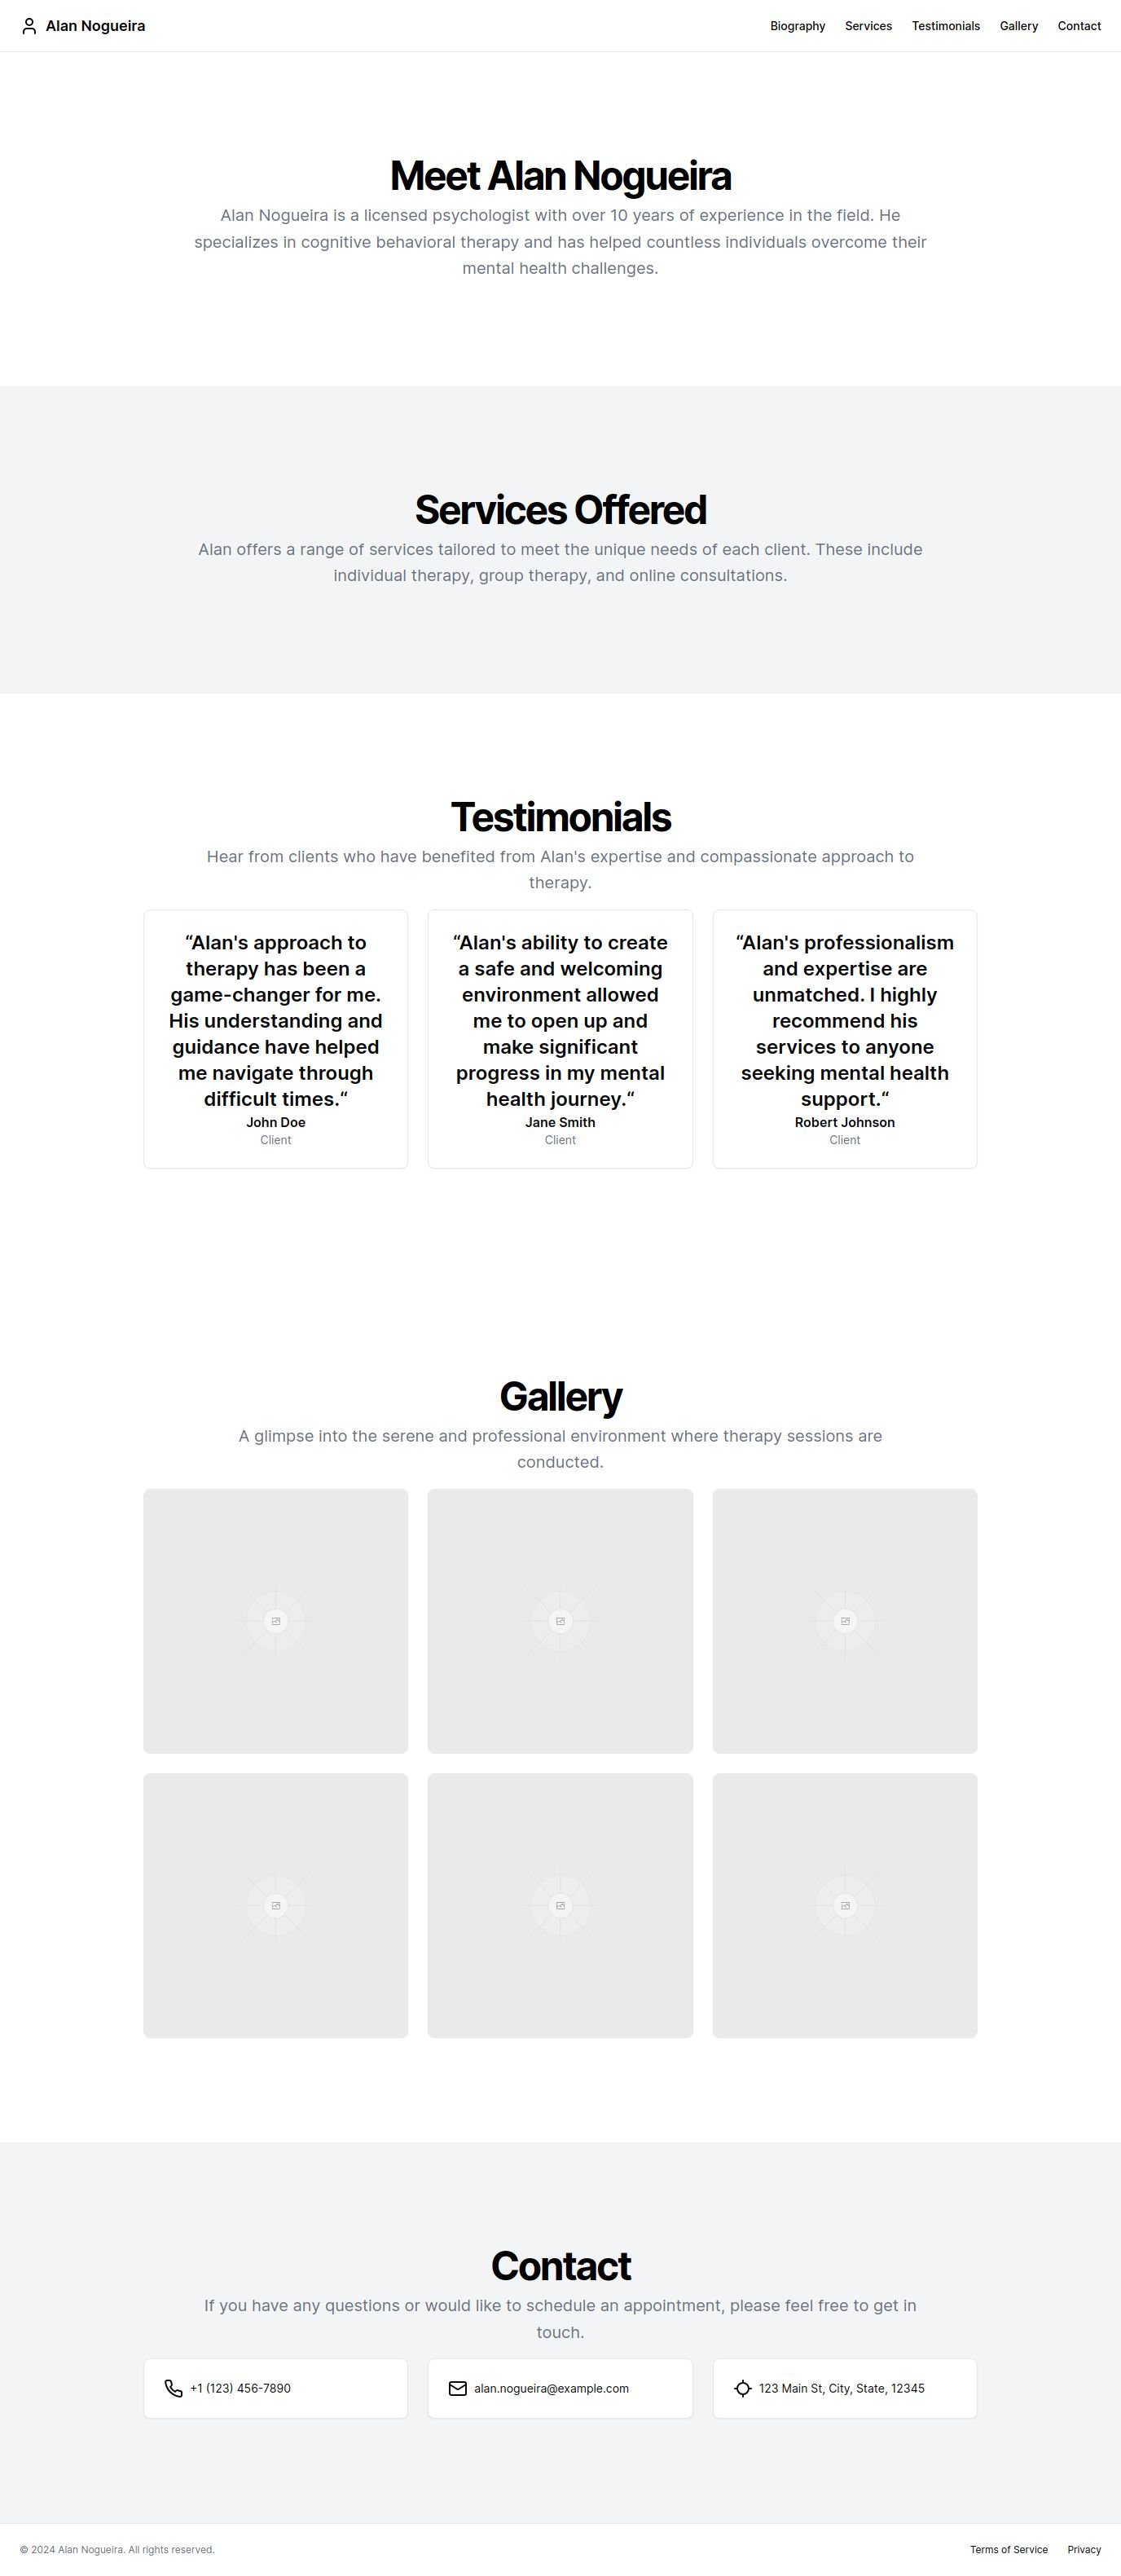 Alan Nogueira
Biography Services Testimonials Gallery Contact
Meet Alan Nogueira
Alan Nogueira is a licensed psychologist with over 10 years of experience in the field. He
specializes in cognitive behavioral therapy and has helped countless individuals overcome their
mental health challenges.
Services Offered
Alan offers a range of services tailored to meet the unique needs of each client. These include
individual therapy, group therapy, and online consultations.
Testimonials
Hear from clients who have benefited from Alan's expertise and compassionate approach to
therapy.
“Alan's approach to
therapy has been a
game-changer for me.
His understanding and
guidance have helped
me navigate through
difficult times.“
John Doe
Client
“Alan's ability to create
a safe and welcoming
environment allowed
me to open up and
make significant
progress in my mental
health journey.“
Jane Smith
Client
“Alan's professionalism
and expertise are
unmatched. I highly
recommend his
services to anyone
seeking mental health
support.“
Robert Johnson
Client
Gallery
A glimpse into the serene and professional environment where therapy sessions are
conducted.
Contact
If you have any questions or would like to schedule an appointment, please feel free to get in
touch.
+1 (123) 456-7890
alan.nogueira@example.com
123 Main St, City, State, 12345
© 2024 Alan Nogueira. All rights reserved.
Terms of Service Privacy